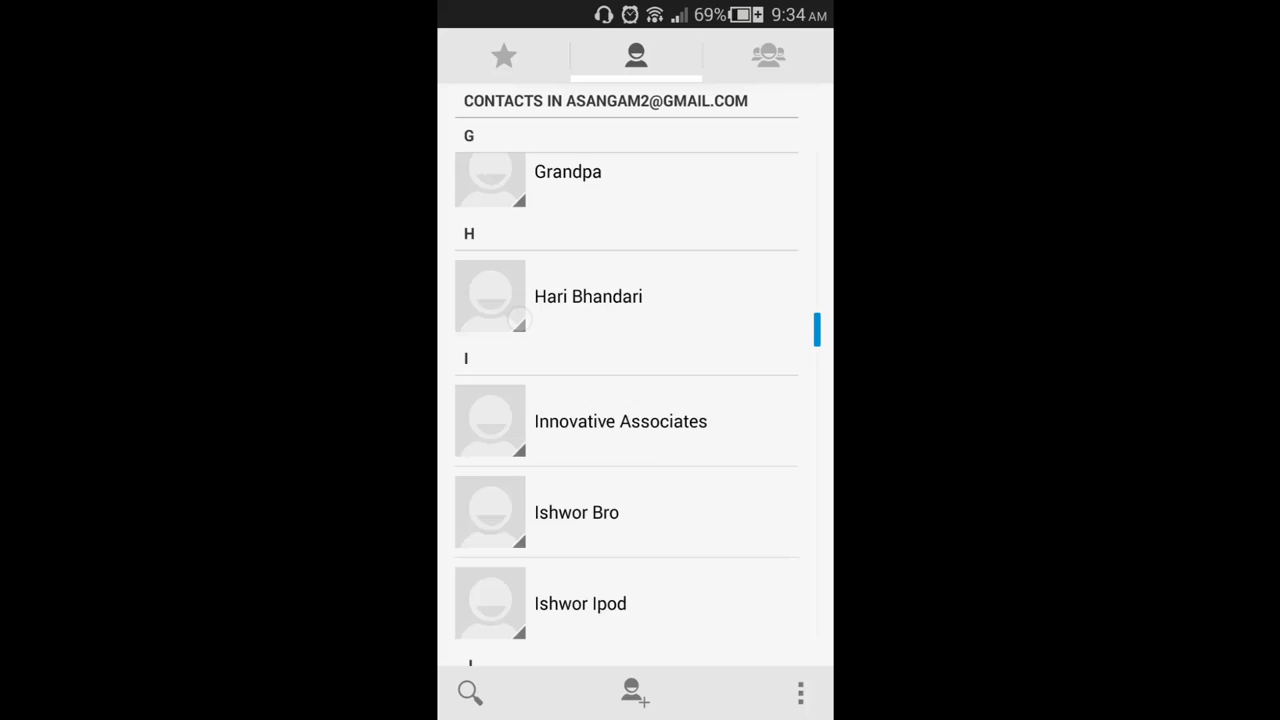 69% 9:34 AM
CONTACTS IN ASANGAM2@GMAIL.COM
G
Grandpa
H
Hari Bhandari
I
Innovative Associates
Ishwor Bro
Ishwor Ipod